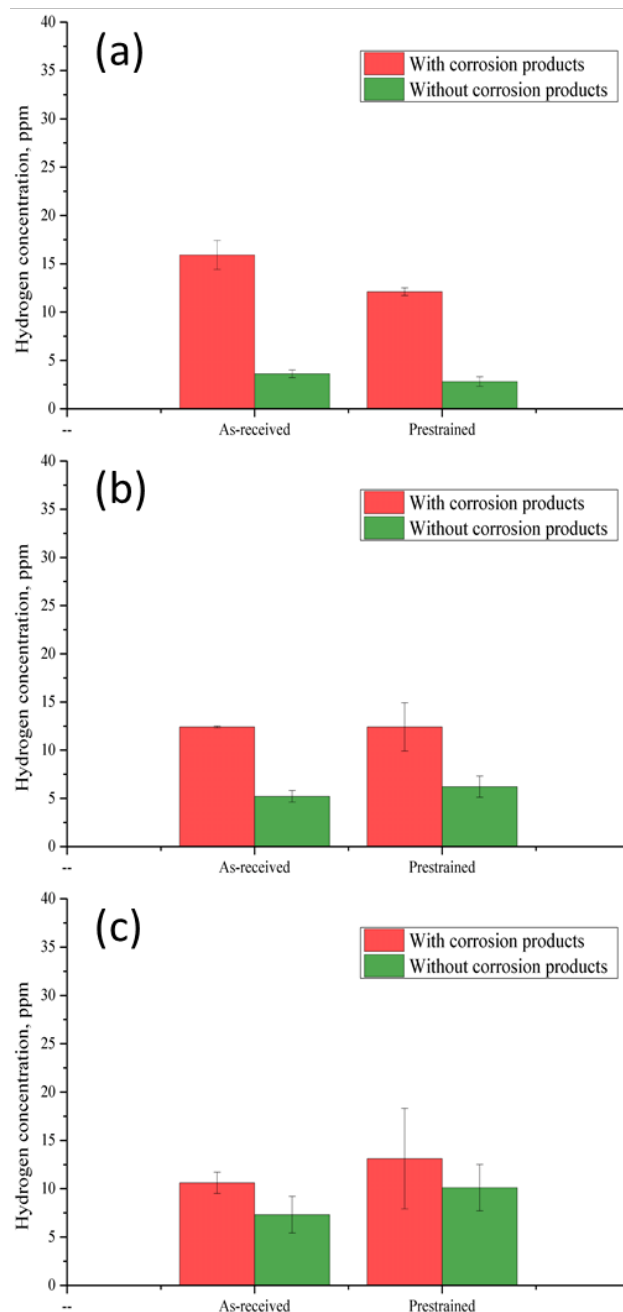 (a)
With corrosion products
Without corrosion products
Hydrogen concentration, ppm
40
35
30
25
20
15
10
5
0
--
As-received
Prestrained
(b)
With corrosion products
Without corrosion products
Hydrogen concentration, ppm
40
35
30
25
20
15
10
5
0
--
As-received
Prestrained
(c)
With corrosion products
Without corrosion products
Hydrogen concentration, ppm
40
35
30
25
20
15
10
5
0
--
As-received
Prestrained